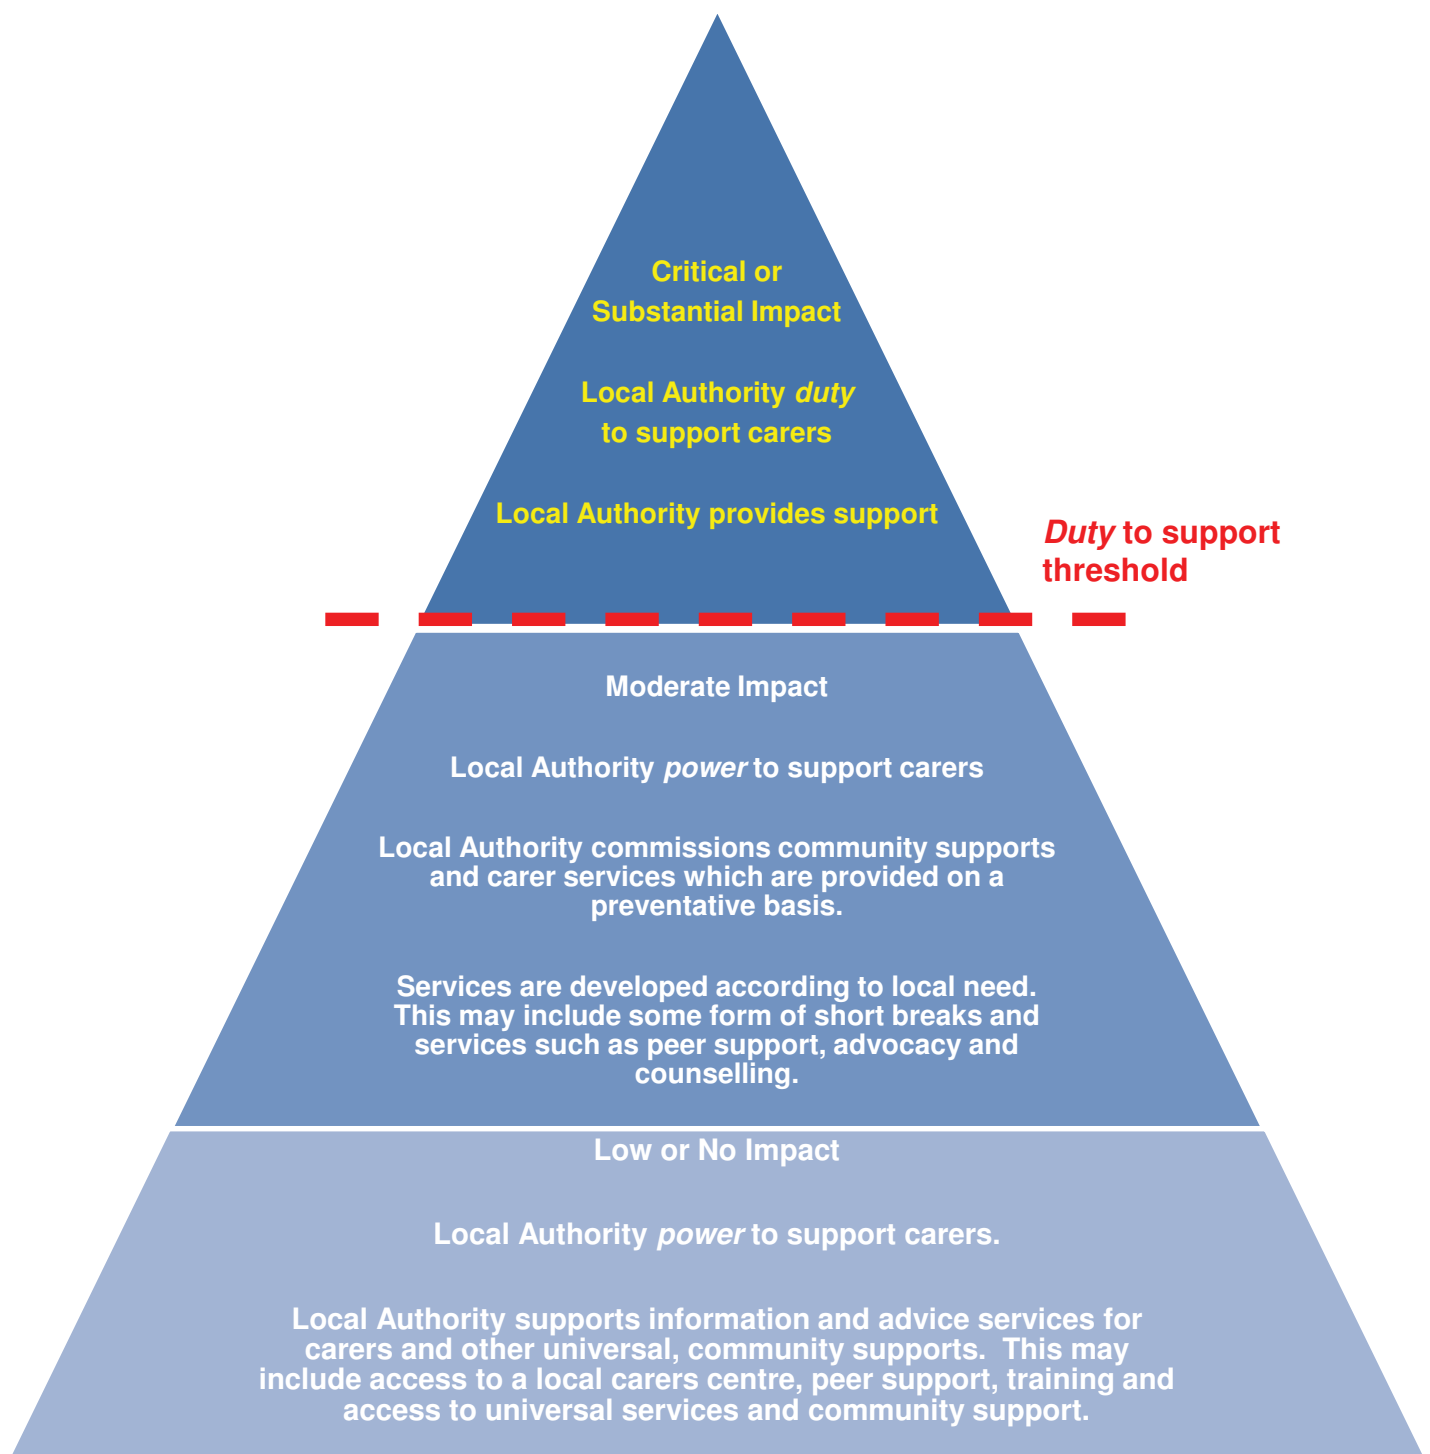 Critical or
Substantial Impact
Local Authority duty
to support carers
Local Authority provides support
Duty to support
threshold
Moderate Impact
Local Authority power to support carers
Local Authority commissions community supports
and carer services which are provided on a
preventative basis.
Services are developed according to local need.
This may include some form of short breaks and
services such as peer support, advocacy and
counselling.
Low or No Impact
Local Authority power to support carers.
Local Authority supports information and advice services for
carers and other universal, community supports.  This may
include access to a local carers centre, peer support, training and
access to universal services and community support.